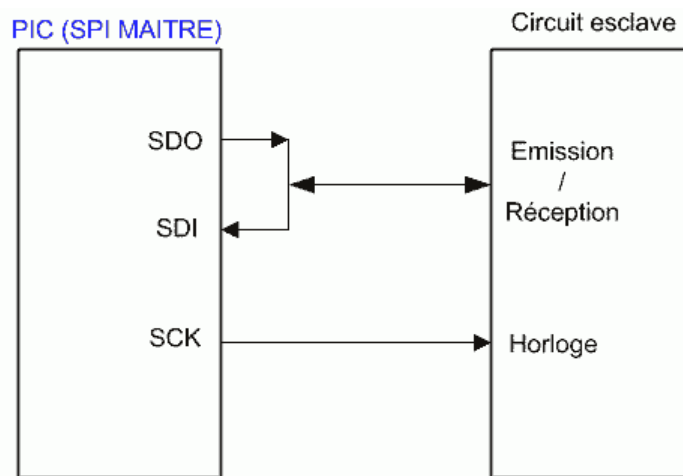 PIC (SPI MAITRE)
Circuit esclave
SDO
SDI
SCK
Emission
/
Réception
Horloge